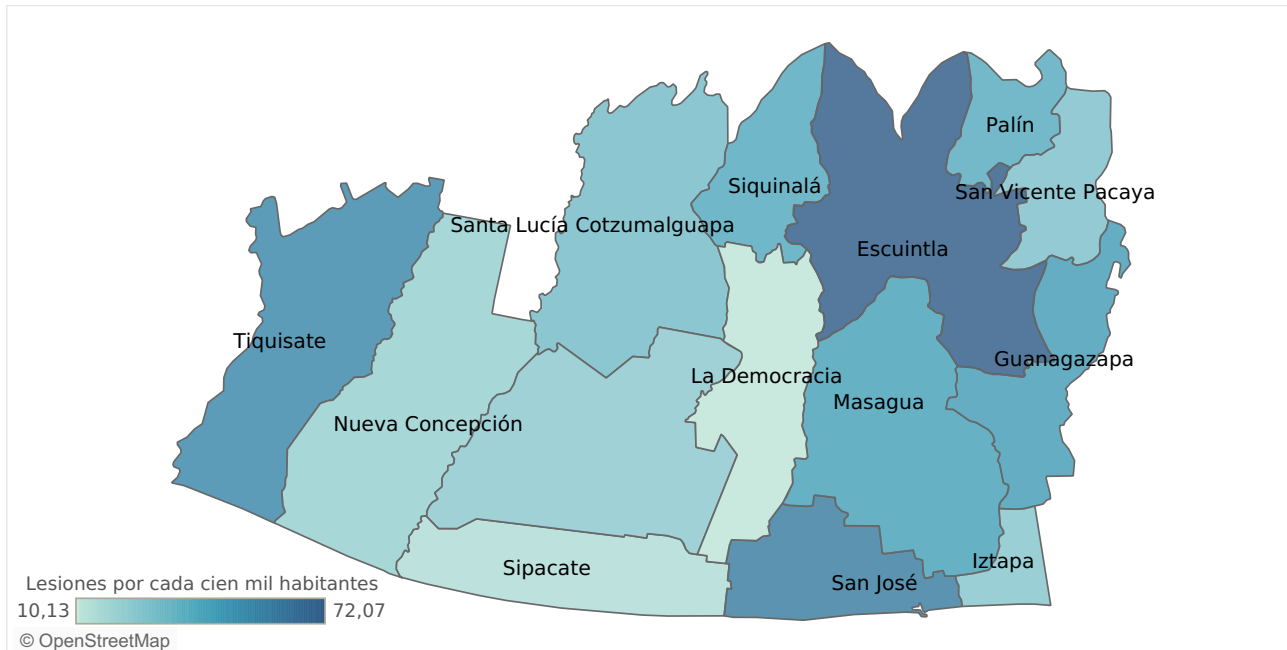 Palín
Siquinalá
San Vicente Pacaya
Santa Lucía Cotzumalguapa
Escuintla
Tiquisate
Guanagazapa
La Democracia
Masagua
Nueva Concepción
Iztapa
Sipacate
San José
Lesiones por cada cien mil habitantes
10,13 72,07
© OpenStreetMap